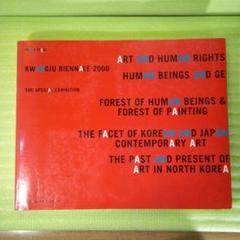 ART AND HUMAN RIGHTS
KWANGJU BIENNALE 2000
HUMAN BEINGS AND GE
THE SPECIAL EXHIBITION
FOREST OF HUMAN BEINGS &
FOREST OF PAINTING
THE FACET OF KOREAN AND JAPAN
CONTEMPORARY ART
THE PAST AND PRESENT OF
ART IN NORTH KOREA